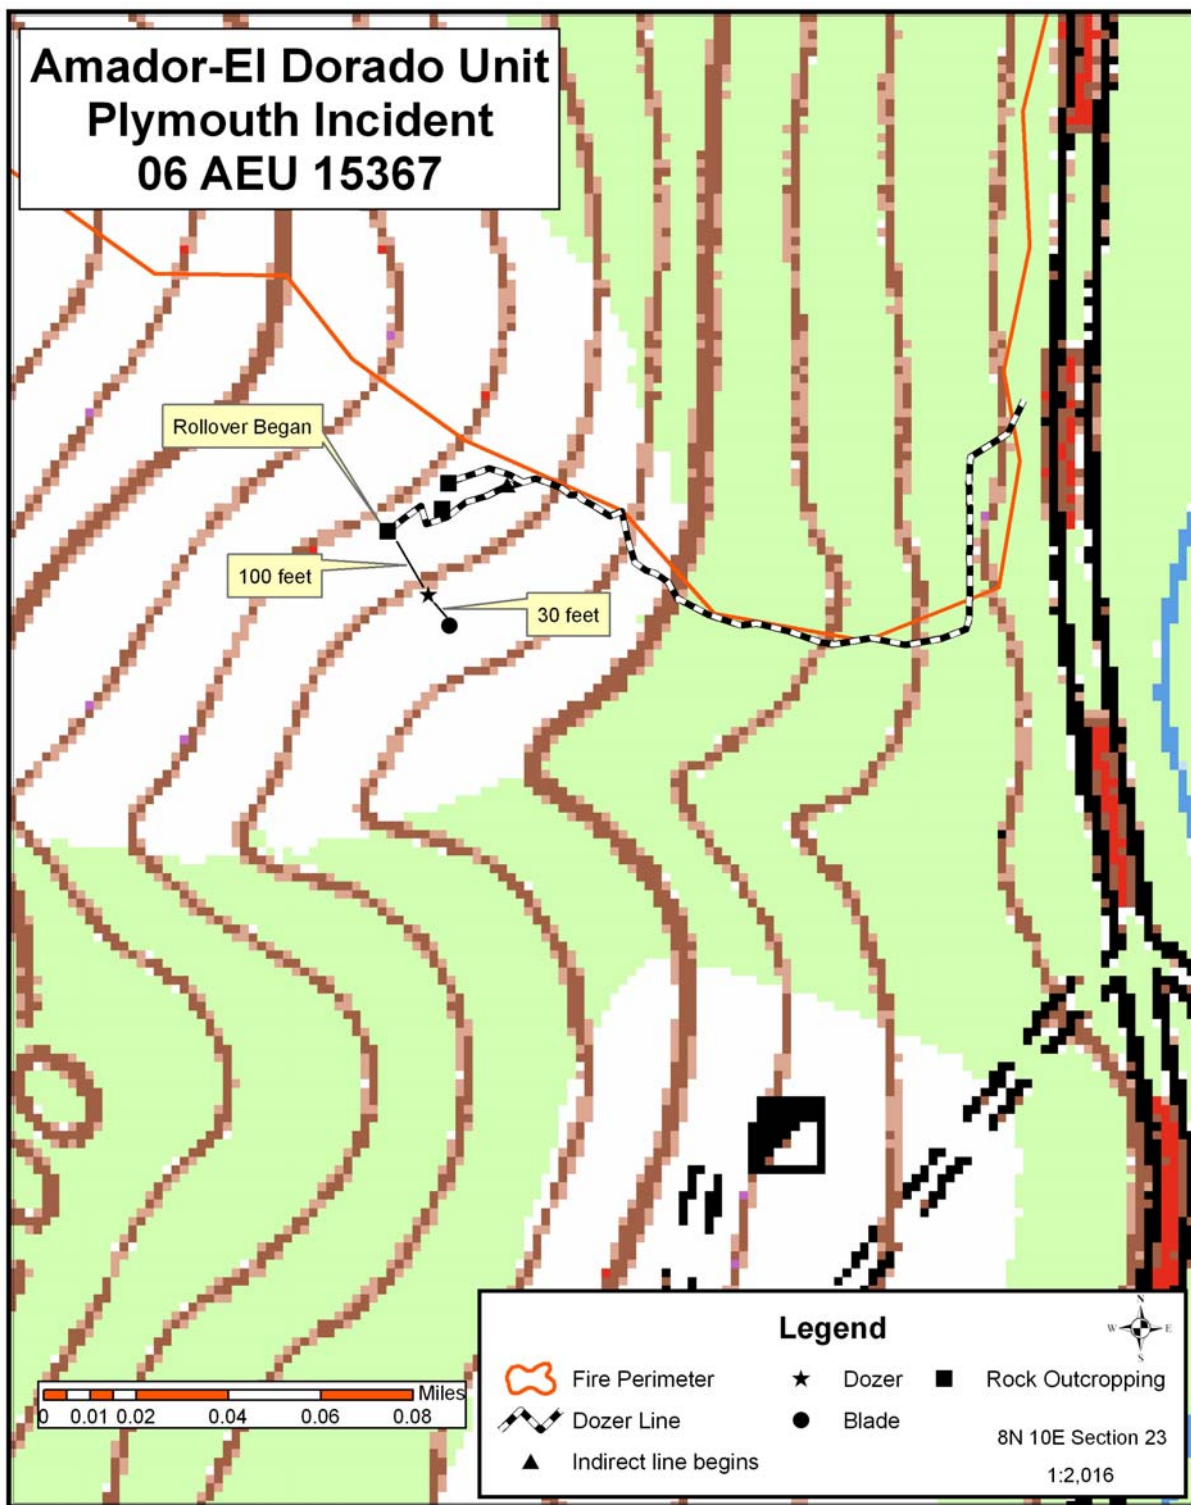 Amador-El Dorado Unit
Plymouth Incident
06 AEU 15367
Rollover Began
100 feet
30 feet
Legend
N
W E
S
Fire Perimeter
Dozer
Rock Outcropping
Dozer Line
Blade
Indirect line begins
8N 10E Section 23
1:2,016
Miles
0 0.01 0.02 0.04 0.06 0.08